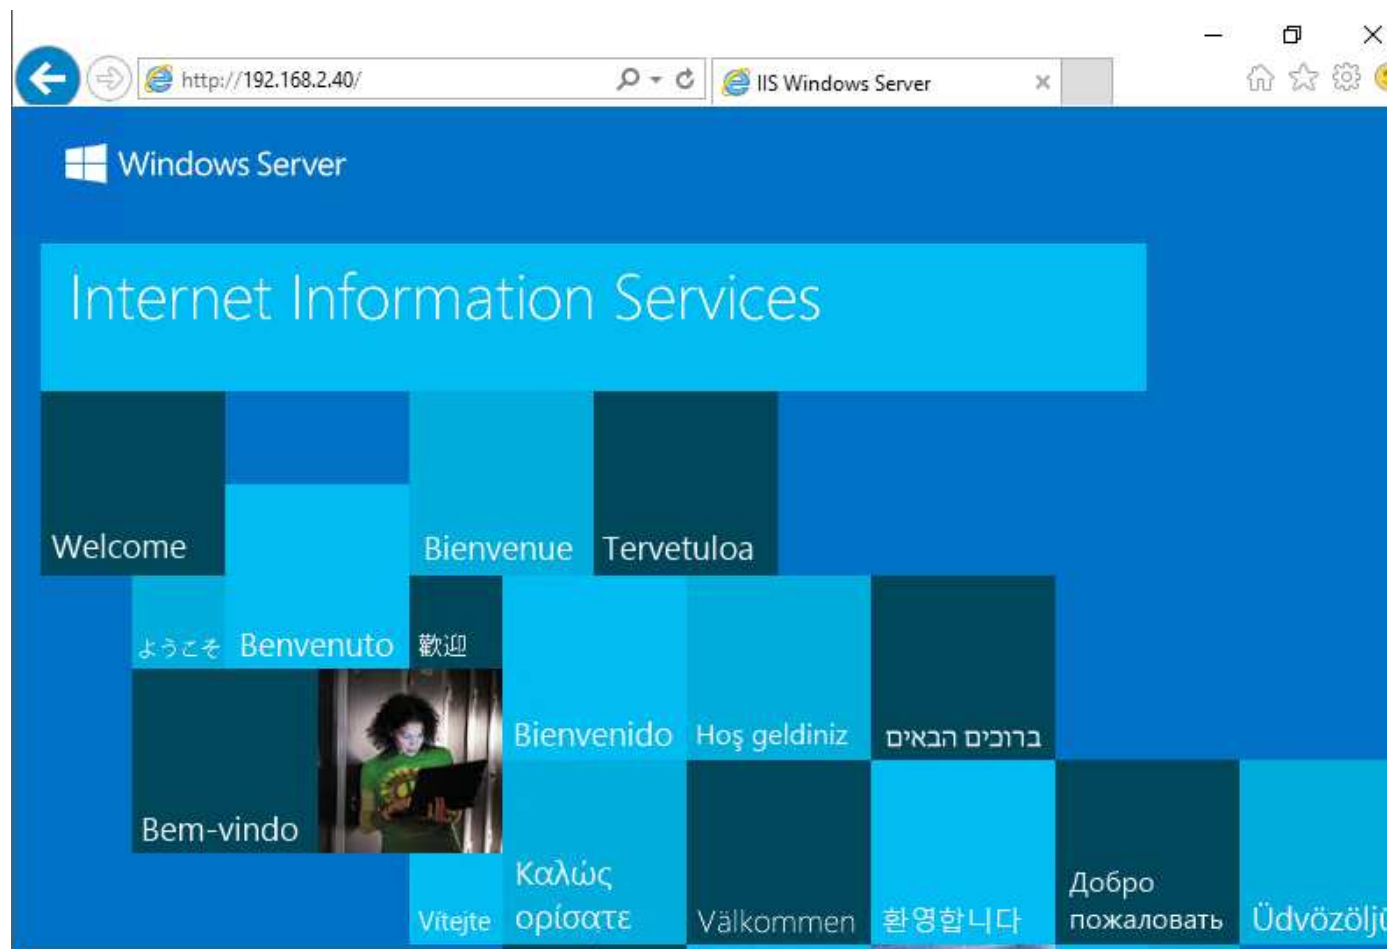 http://192.168.2.40/
IIS Windows Server
Windows Server
Internet Information Services
Welcome
Bienvenue
Tervetuloa
ようこそ
Benvenuto
歡迎
Bienvenido
Hoş geldiniz
ברוכים הבאים
Bem-vindo
Καλώς
ορίσατε
Vítejte
Välkommen
환영합니다
Добро
пожаловать